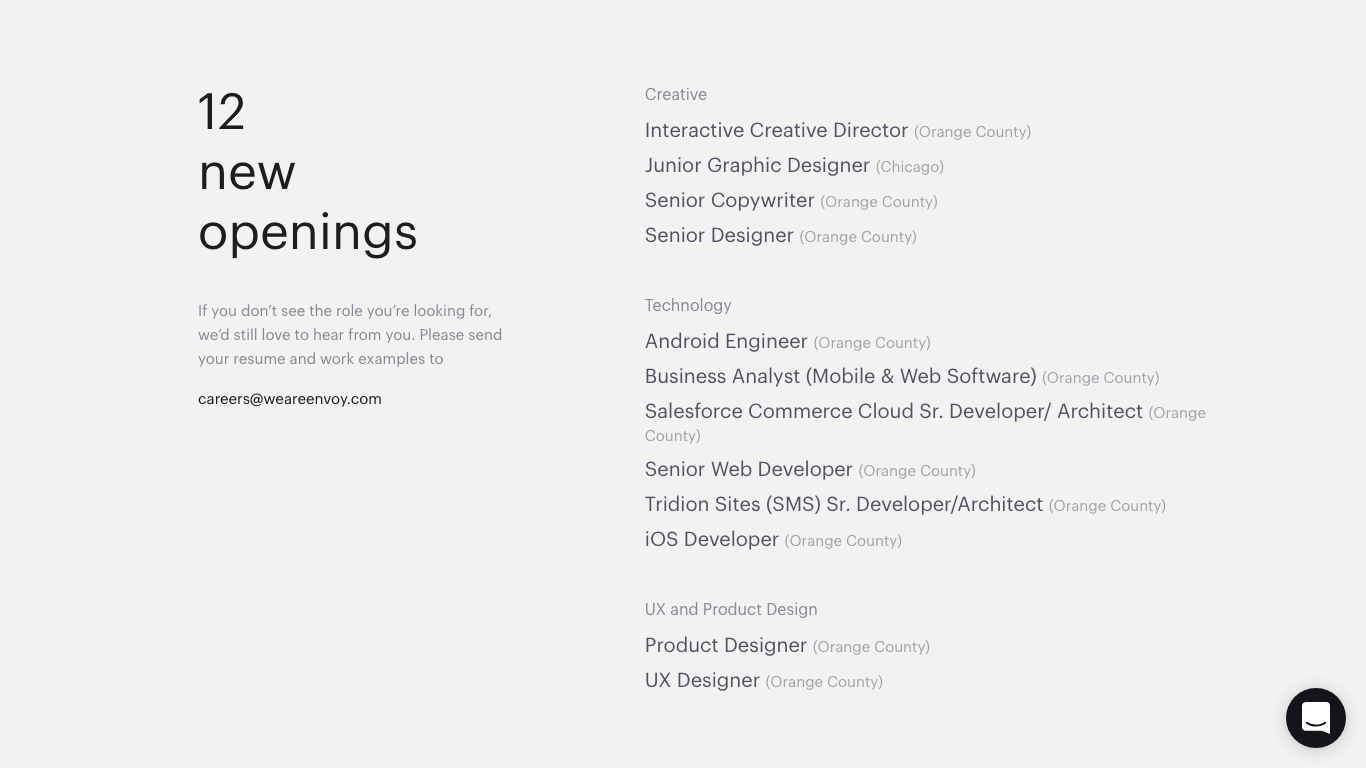 12
new
openings
If you don’t see the role you’re looking for,
we’d still love to hear from you. Please send
your resume and work examples to
careers@weareenvoy.com
Creative
Interactive Creative Director (Orange County)
Junior Graphic Designer (Chicago)
Senior Copywriter (Orange County)
Senior Designer (Orange County)
Technology
Android Engineer (Orange County)
Business Analyst (Mobile & Web Software) (Orange County)
Salesforce Commerce Cloud Sr. Developer/ Architect (Orange
County)
Senior Web Developer (Orange County)
Tridion Sites (SMS) Sr. Developer/Architect (Orange County)
iOS Developer (Orange County)
UX and Product Design
Product Designer (Orange County)
UX Designer (Orange County)